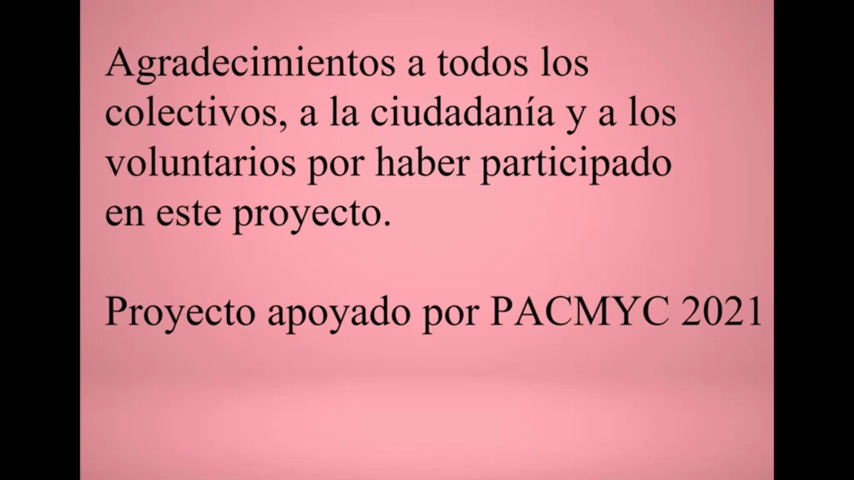 Agradecimientos a todos los
colectivos, a la ciudadanía y a los
voluntarios por haber participado
en este proyecto.
Proyecto apoyado por PACMYC 2021